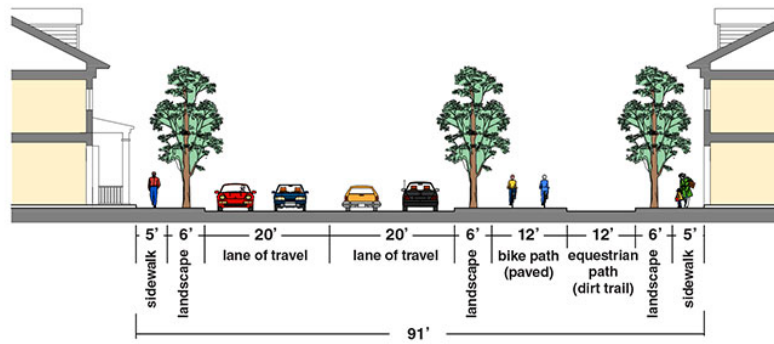 5' 6' 20' 20' 6' 12' 12' 6' 5'
sidewalk
landscape
lane of travel
lane of travel
landscape
bike path
(paved)
equestrian
path
(dirt trail)
landscape
sidewalk
91'